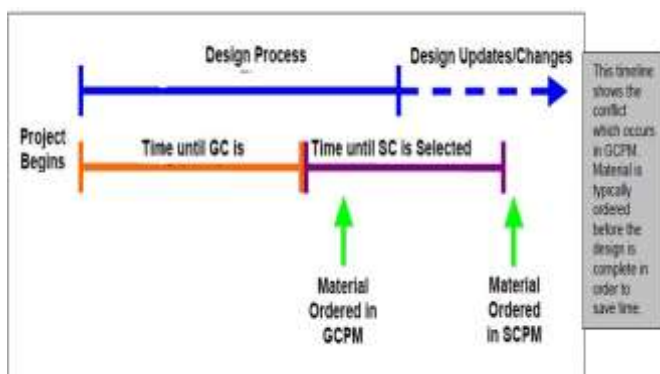 Design Process
Design Updates/Changes
Project
Begins
Time until GC is
Time until SC is Selected
Material
Ordered in
GCPM
Material
Ordered
in SCPM
This timeline
shows the
conflict
which occurs
in GCPM.
Material is
typically
ordered
before the
design is
complete in
order to
save time.